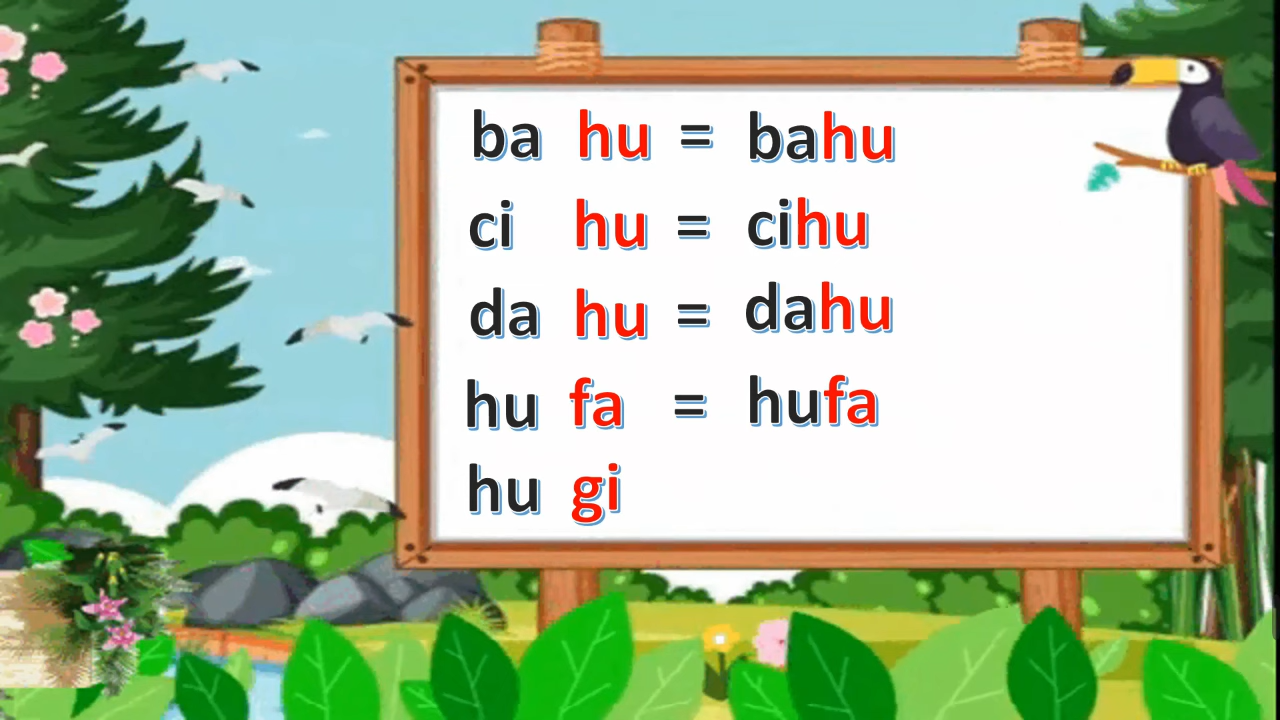 ba hu = bahu
ci hu = cihu
da hu = dahu
hu fa = hufa
hu gi